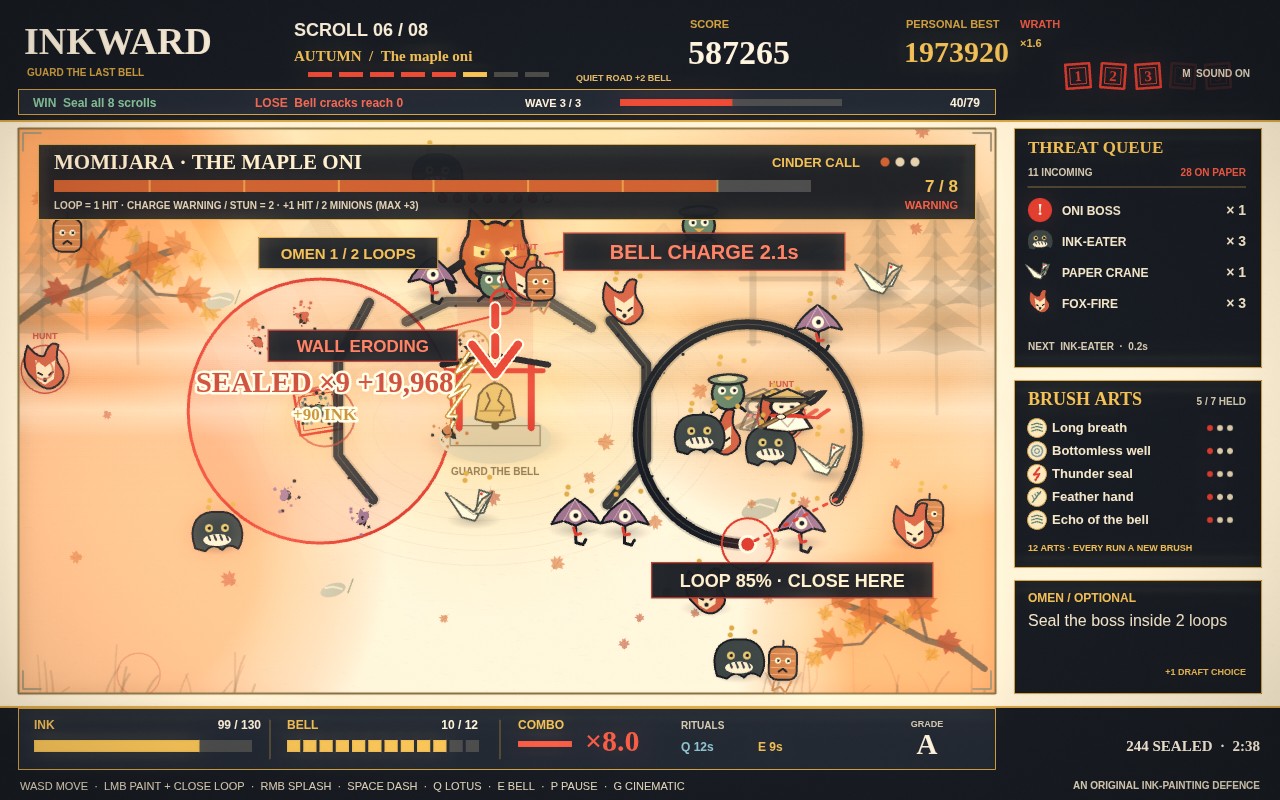 INKWARD
GUARD THE LAST BELL
SCROLL 06 / 08
AUTUMN / The maple oni
QUIET ROAD +2 BELL
SCORE
587265
PERSONAL BEST
1973920
WRATH
×1.6
1 2 3
M SOUND ON
WIN Seal all 8 scrolls
LOSE Bell cracks reach 0
WAVE 3 / 3
40/79
MOMIJARA · THE MAPLE ONI
CINDER CALL
7 / 8
LOOP = 1 HIT · CHARGE WARNING / STUN = 2 · +1 HIT / 2 MINIONS (MAX +3)
WARNING
OMEN 1 / 2 LOOPS
HUNT
BELL CHARGE 2.1s
HUNT
WALL ERODING
SEALED ×9 +19,968
+90 INK
HUNT
GUARD THE BELL
LOOP 85% · CLOSE HERE
THREAT QUEUE
11 INCOMING
28 ON PAPER
! ONI BOSS × 1
INK-EATER × 3
PAPER CRANE × 1
FOX-FIRE × 3
NEXT INK-EATER · 0.2s
BRUSH ARTS
5 / 7 HELD
Long breath
Bottomless well
Thunder seal
Feather hand
Echo of the bell
12 ARTS · EVERY RUN A NEW BRUSH
OMEN / OPTIONAL
Seal the boss inside 2 loops
+1 DRAFT CHOICE
INK
99 / 130
BELL
10 / 12
COMBO
×8.0
RITUALS
Q 12s
E 9s
GRADE
A
244 SEALED · 2:38
WASD MOVE · LMB PAINT + CLOSE LOOP · RMB SPLASH · SPACE DASH · Q LOTUS · E BELL · P PAUSE · G CINEMATIC
AN ORIGINAL INK-PAINTING DEFENCE